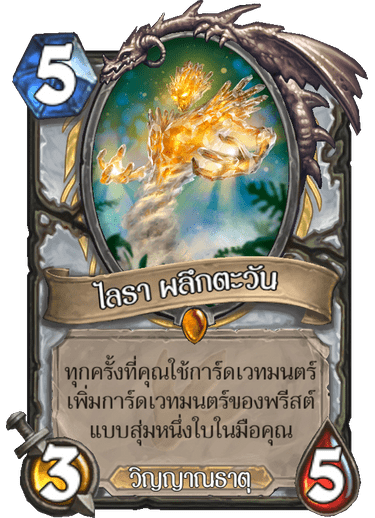 5
ไลรา ผลึกตะวัน
ทุกครั้งที่คุณใช้การ์ดเวทมนตร์
เพิ่มการ์ดเวทมนตร์ของพรีสต์
แบบสุ่มหนึ่งใบในมือคุณ
3
วิญญาณธาตุ
5